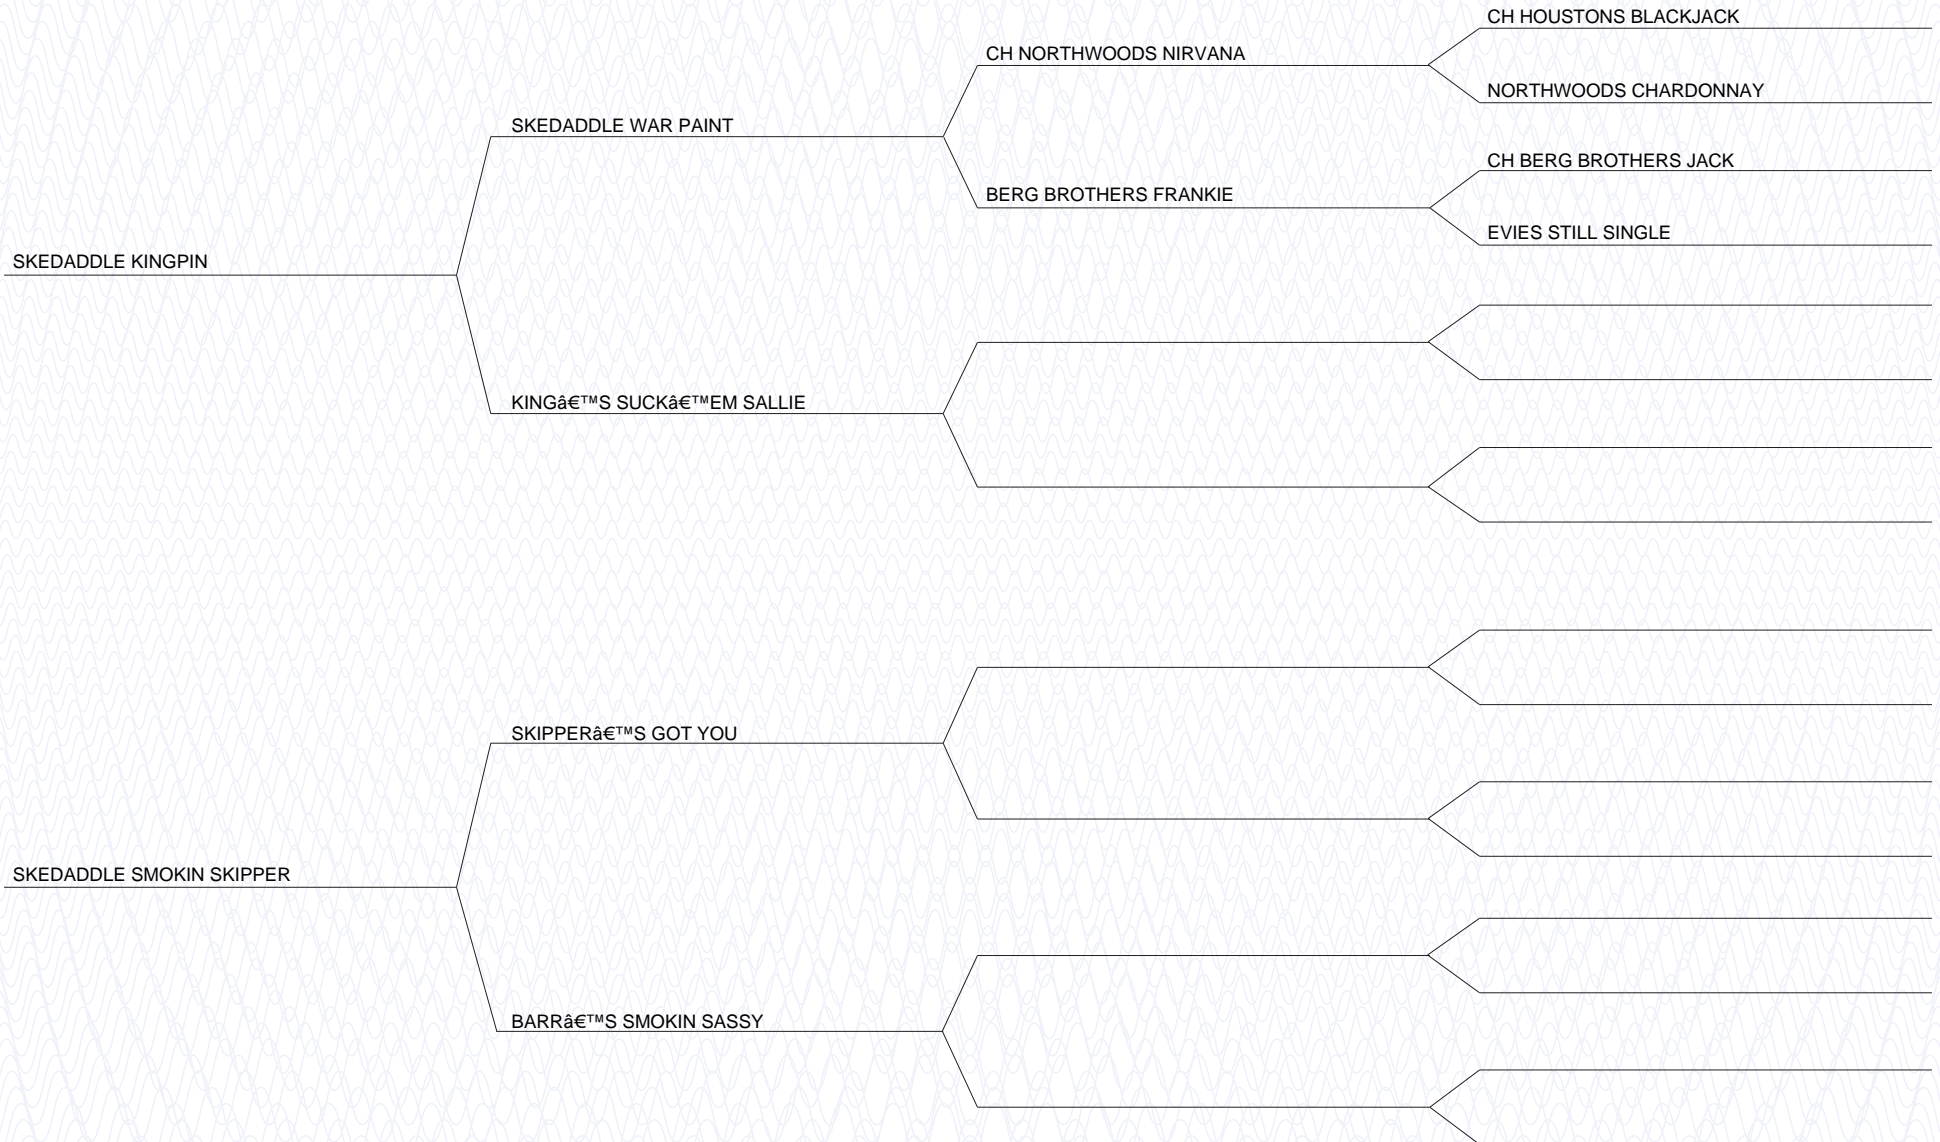 CH HOUSTONS BLACKJACK
CH NORTHWOODS NIRVANA
NORTHWOODS CHARDONNAY
SKEDADDLE WAR PAINT
CH BERG BROTHERS JACK
BERG BROTHERS FRANKIE
EVIES STILL SINGLE
SKEDADDLE KINGPIN
KINGâ€™S SUCKâ€™EM SALLIE
SKIPPERâ€™S GOT YOU
SKEDADDLE SMOKIN SKIPPER
BARRâ€™S SMOKIN SASSY